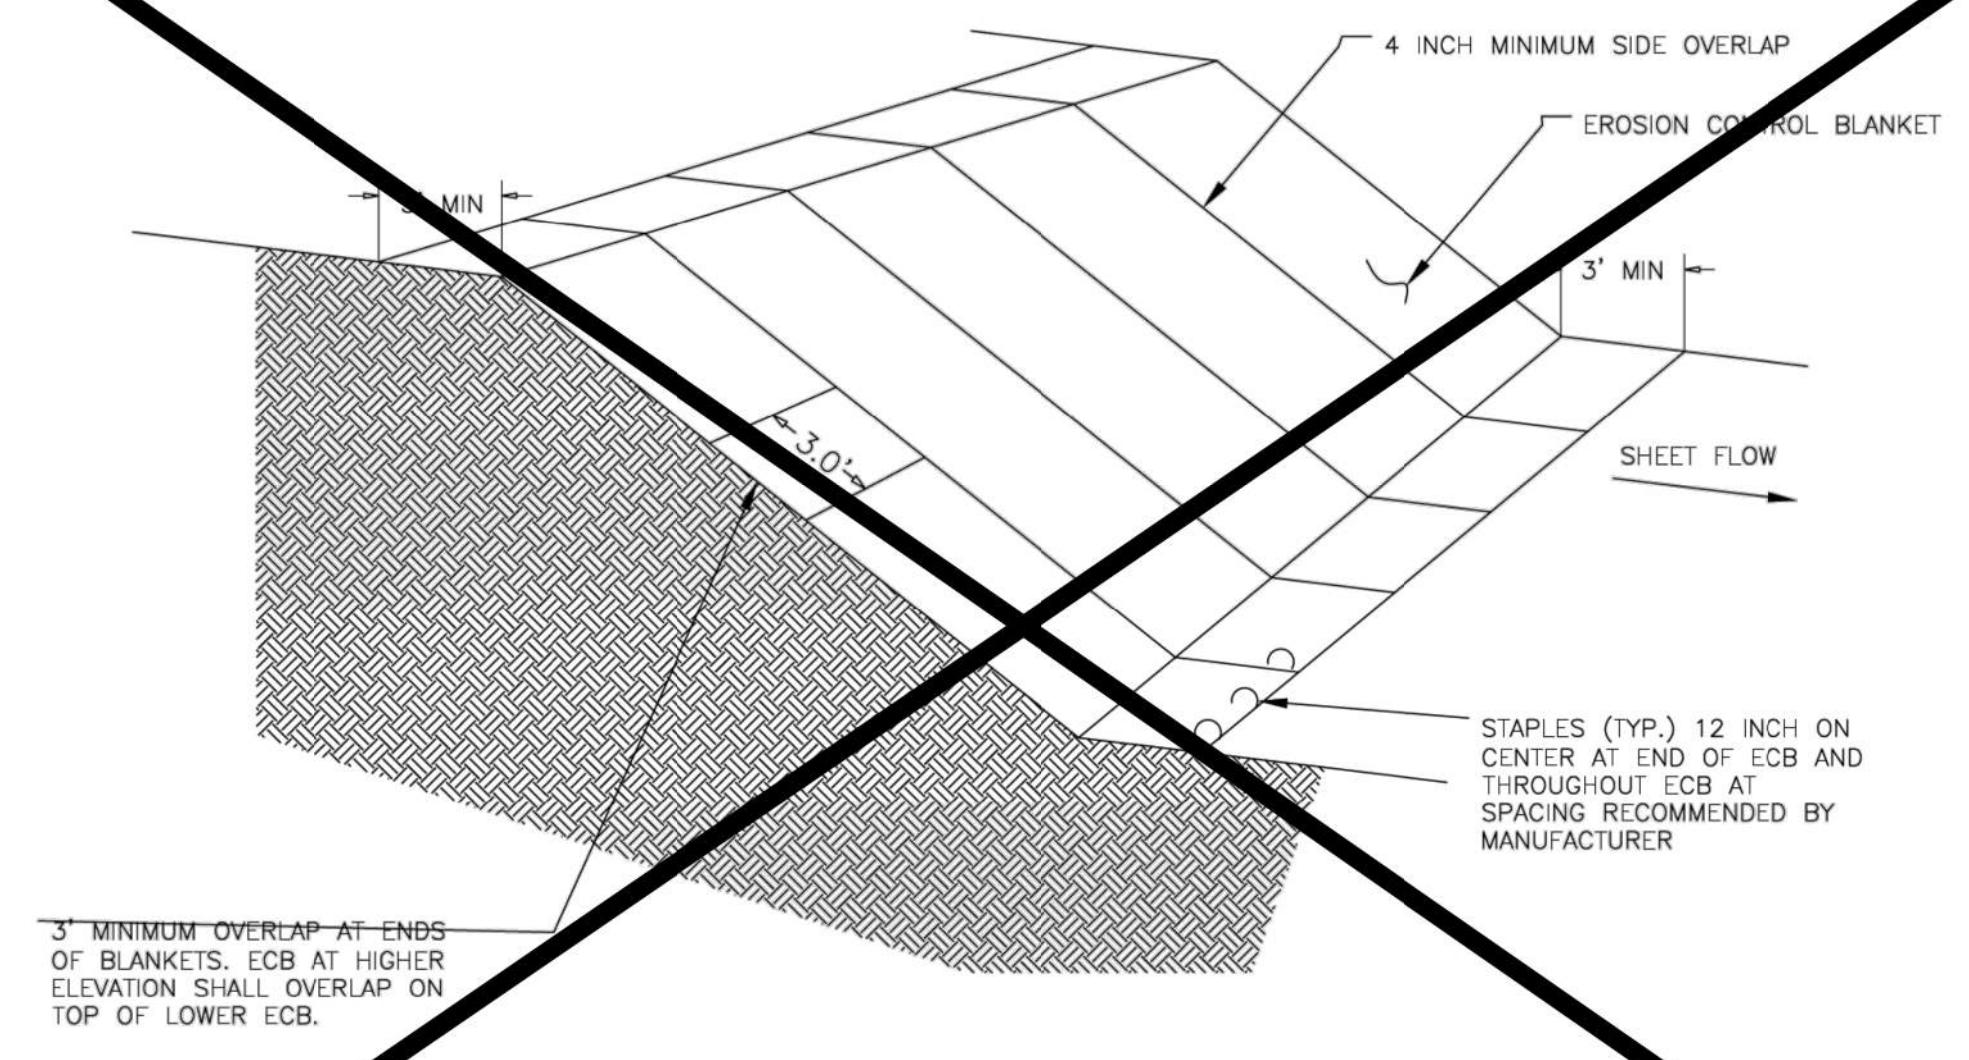 4 INCH MINIMUM SIDE OVERLAP
EROSION CONTROL BLANKET
3' MIN
3' MIN
3.0'
SHEET FLOW
STAPLES (TYP.) 12 INCH ON
CENTER AT END OF ECB AND
THROUGHOUT ECB AT
SPACING RECOMMENDED BY
MANUFACTURER
3' MINIMUM OVERLAP AT ENDS
OF BLANKETS. ECB AT HIGHER
ELEVATION SHALL OVERLAP ON
TOP OF LOWER ECB.